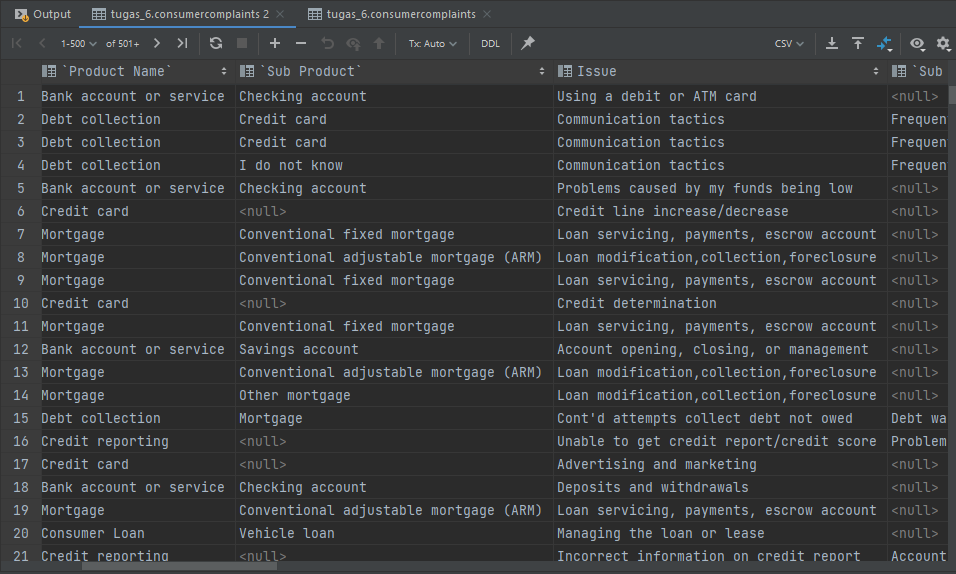 Output tugas_6.consumercomplaints 2 tugas_6.consumercomplaints
1-500 of 501+ Tx: Auto DDL CSV
`Product Name` `Sub Product` Issue `Sub
1 Bank account or service Checking account Using a debit or ATM card <null>
2 Debt collection Credit card Communication tactics Frequen
3 Debt collection Credit card Communication tactics Frequen
4 Debt collection I do not know Communication tactics Frequen
5 Bank account or service Checking account Problems caused by my funds being low <null>
6 Credit card <null> Credit line increase/decrease <null>
7 Mortgage Conventional fixed mortgage Loan servicing, payments, escrow account <null>
8 Mortgage Conventional adjustable mortgage (ARM) Loan modification,collection,foreclosure <null>
9 Mortgage Conventional fixed mortgage Loan servicing, payments, escrow account <null>
10 Credit card <null> Credit determination <null>
11 Mortgage Conventional fixed mortgage Loan servicing, payments, escrow account <null>
12 Bank account or service Savings account Account opening, closing, or management <null>
13 Mortgage Conventional adjustable mortgage (ARM) Loan modification,collection,foreclosure <null>
14 Mortgage Other mortgage Loan modification,collection,foreclosure <null>
15 Debt collection Mortgage Cont'd attempts collect debt not owed Debt wa
16 Credit reporting <null> Unable to get credit report/credit score Problem
17 Credit card <null> Advertising and marketing <null>
18 Bank account or service Checking account Deposits and withdrawals <null>
19 Mortgage Conventional adjustable mortgage (ARM) Loan servicing, payments, escrow account <null>
20 Consumer Loan Vehicle loan Managing the loan or lease <null>
21 Credit reporting <null> Incorrect information on credit report Account